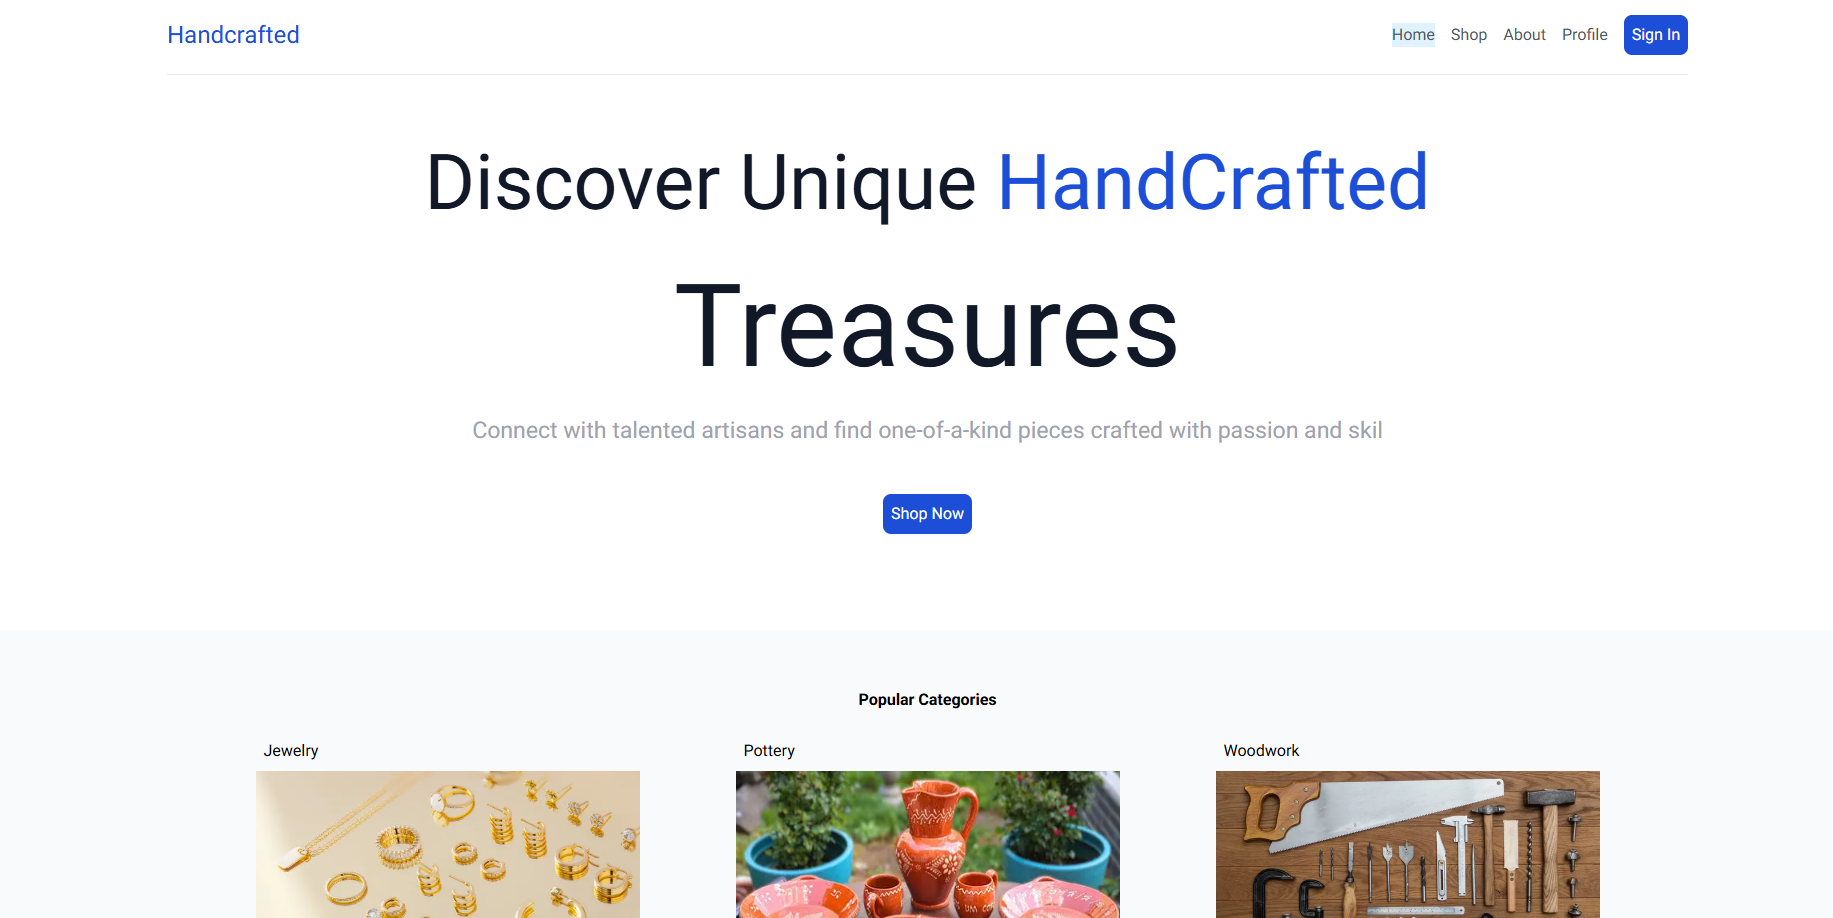 Handcrafted
Home Shop About Profile Sign In
Discover Unique HandCrafted
Treasures
Connect with talented artisans and find one-of-a-kind pieces crafted with passion and skil
Shop Now
Popular Categories
Jewelry Pottery Woodwork